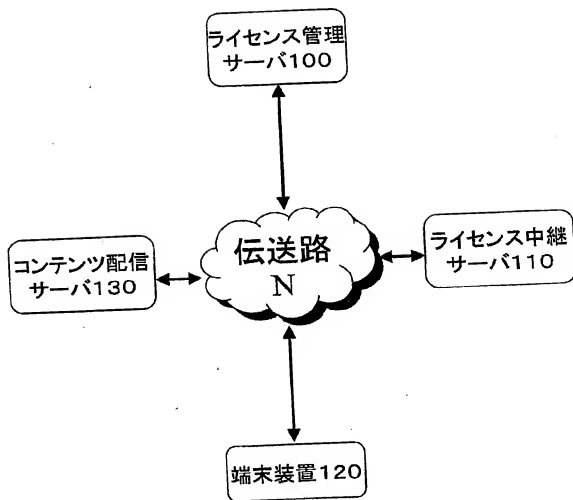 ライセンス管理
サーバ100
伝送路
N
ライセンス中継
サーバ110
コンテンツ配信
サーバ130
端末装置120